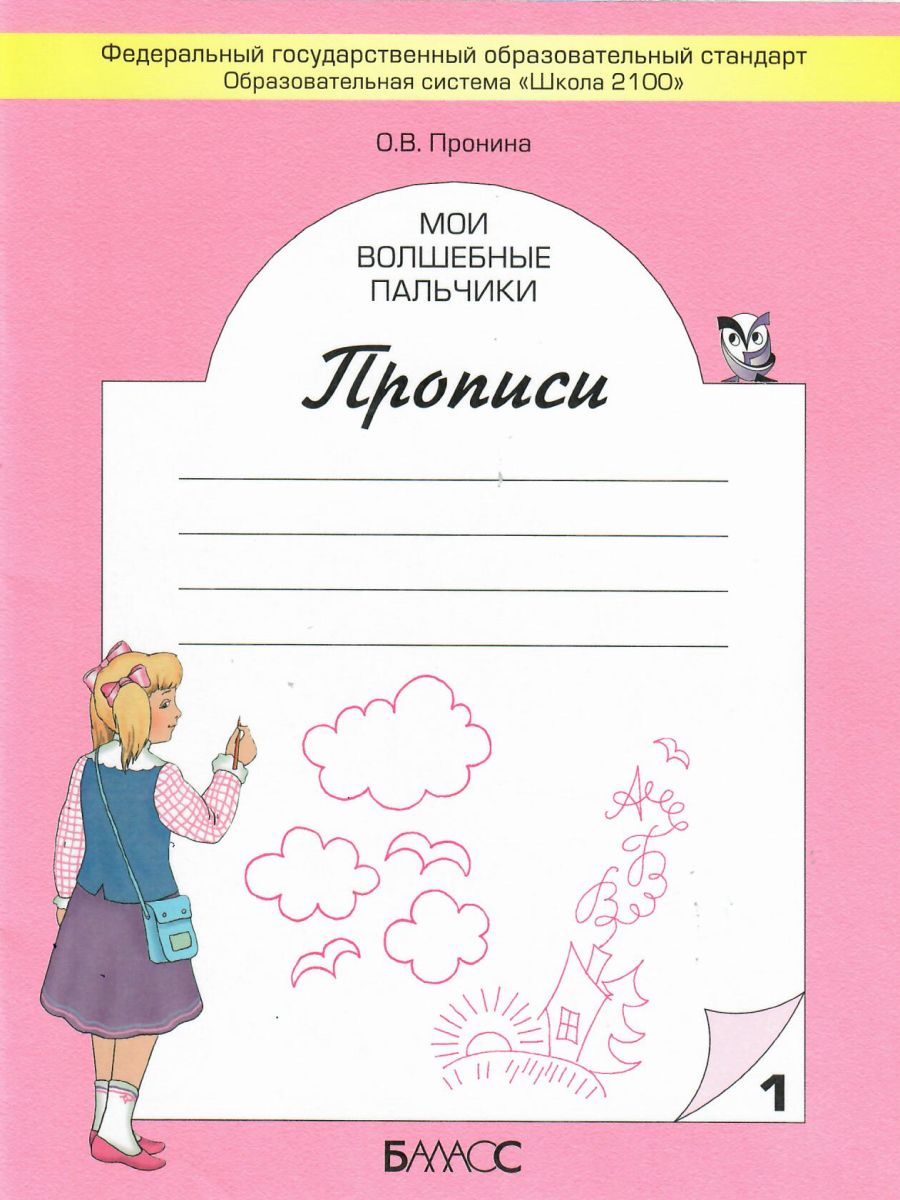 Федеральный государственный образовательный стандарт
Образовательная система «Школа 2100»
О.В. Пронина
МОИ
ВОЛШЕБНЫЕ
ПАЛЬЧИКИ
Прописи
А
Б
В
1
БАЛАСС